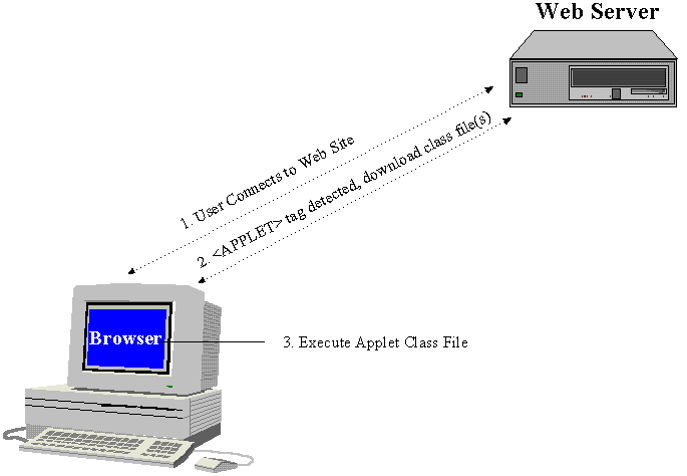 Web Server
1. User Connects to Web Site
2. <APPLET> tag detected, download class file(s)
Browser
3. Execute Applet Class File